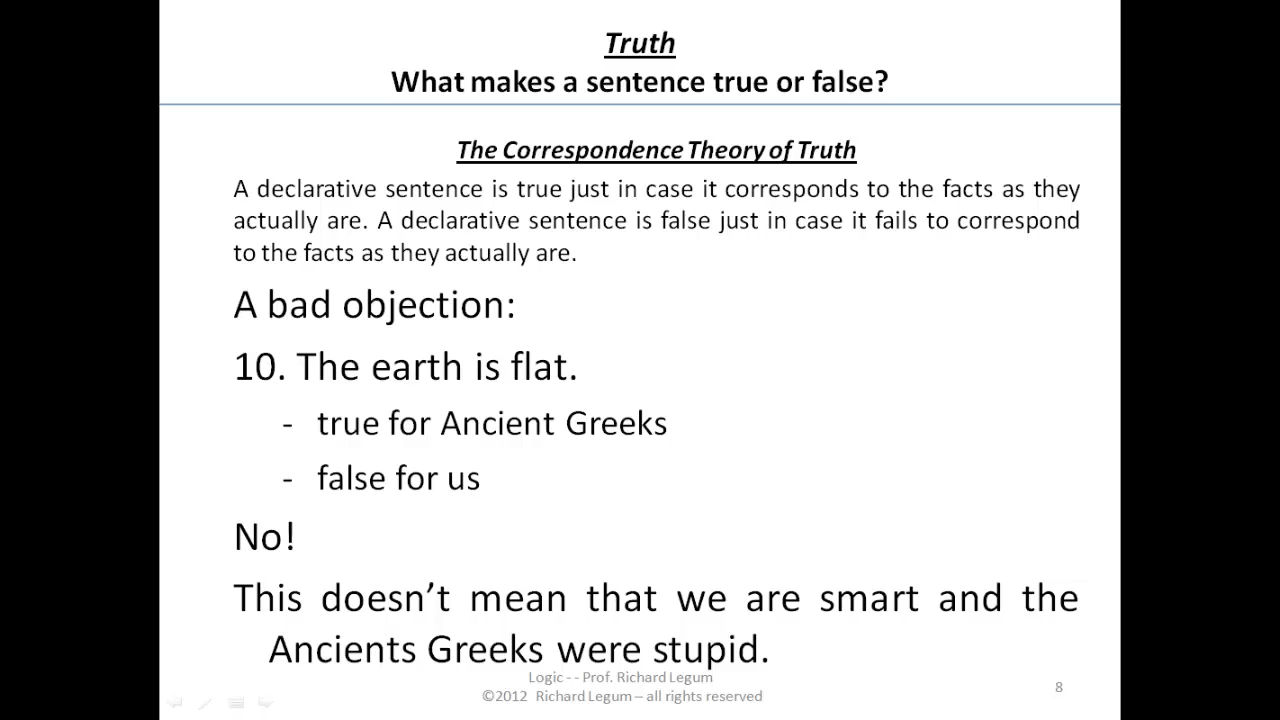 Truth
What makes a sentence true or false?
The Correspondence Theory of Truth
A declarative sentence is true just in case it corresponds to the facts as they
actually are. A declarative sentence is false just in case it fails to correspond
to the facts as they actually are.
A bad objection:
10. The earth is flat.
- true for Ancient Greeks
- false for us
No!
This doesn’t mean that we are smart and the
Ancients Greeks were stupid.
Logic - - Prof. Richard Legum
©2012 Richard Legum – all rights reserved
8